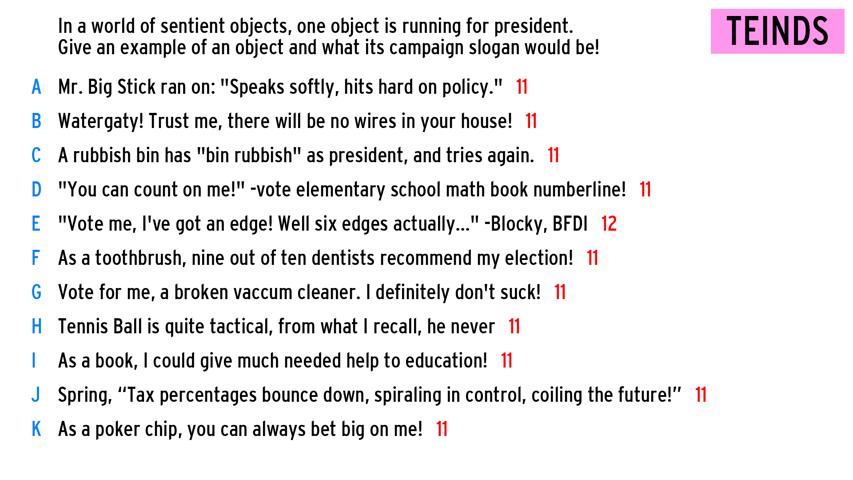 In a world of sentient objects, one object is running for president.
Give an example of an object and what its campaign slogan would be!
TEINDS
A Mr. Big Stick ran on: "Speaks softly, hits hard on policy." 11
B Watergaty! Trust me, there will be no wires in your house! 11
C A rubbish bin has "bin rubbish" as president, and tries again. 11
D "You can count on me!" -vote elementary school math book numberline! 11
E "Vote me, I've got an edge! Well six edges actually..." -Blocky, BFDI 12
F As a toothbrush, nine out of ten dentists recommend my election! 11
G Vote for me, a broken vaccum cleaner. I definitely don't suck! 11
H Tennis Ball is quite tactical, from what I recall, he never 11
I As a book, I could give much needed help to education! 11
J Spring, “Tax percentages bounce down, spiraling in control, coiling the future!” 11
K As a poker chip, you can always bet big on me! 11